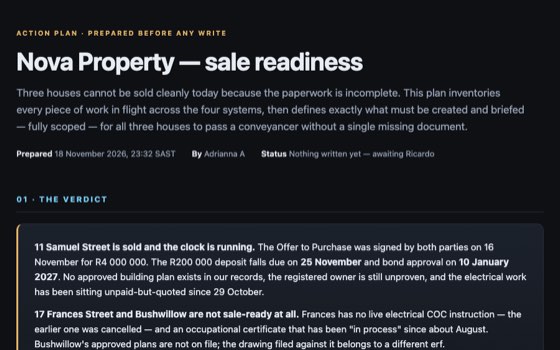 ACTION PLAN · PREPARED BEFORE ANY WRITE
Nova Property — sale readiness
Three houses cannot be sold cleanly today because the paperwork is incomplete. This plan inventories
every piece of work in flight across the four systems, then defines exactly what must be created and briefed
— fully scoped — for all three houses to pass a conveyancer without a single missing document.
Prepared 18 November 2026, 23:32 SAST By Adrianna A Status Nothing written yet — awaiting Ricardo
01 · THE VERDICT
11 Samuel Street is sold and the clock is running. The Offer to Purchase was signed by both parties on 16
November for R4 000 000. The R200 000 deposit falls due on 25 November and bond approval on 10 January
2027. No approved building plan exists in our records, the registered owner is still unproven, and the electrical work
has been sitting unpaid-but-quoted since 29 October.
17 Frances Street and Bushwillow are not sale-ready at all. Frances has no live electrical COC instruction — the
earlier one was cancelled — and an occupational certificate that has been "in process" since about August.
Bushwillow's approved plans are not on file; the drawing filed against it belongs to a different erf.